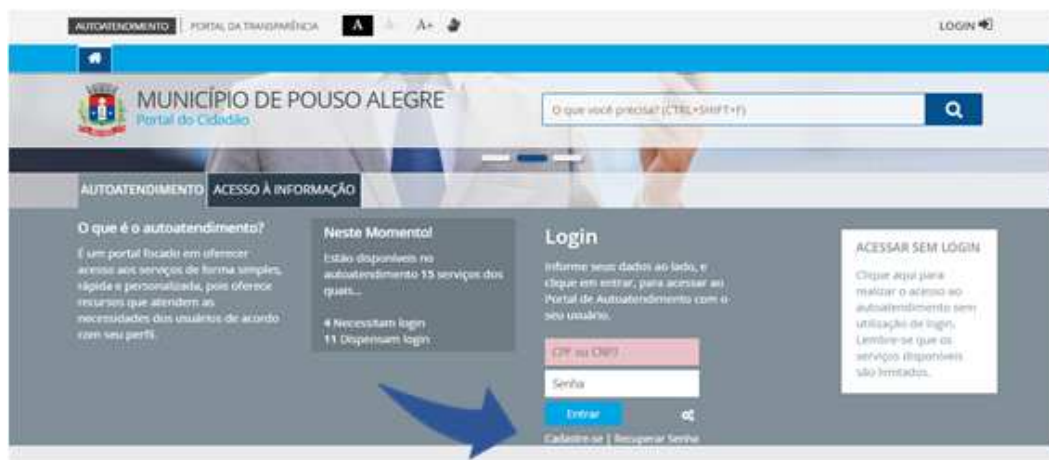 AUTOATENDIMENTO
PORTAL DA TRANSPARÊNCIA
A
A-
A+
LOGIN
MUNICÍPIO DE POUSO ALEGRE
Portal do Cidadão
O que você precisa? (CTRL+SHIFT+F)
AUTOATENDIMENTO
ACESSO À INFORMAÇÃO
O que é o autoatendimento?
É um portal focado em oferecer
acesso aos serviços de forma simples,
rápida e personalizada, pois oferece
recursos que atendem as
necessidades dos usuários de acordo
com seu perfil.
Neste Momento!
Estão disponíveis no
autoatendimento 15 serviços dos
quais...
4 Necessitam login
11 Dispensam login
Login
Informe seus dados ao lado, e
clique em entrar, para acessar ao
Portal de Autoatendimento com o
seu usuário.
CPF ou CNPJ
Senha
Entrar
Cadastre-se | Recuperar Senha
ACESSAR SEM LOGIN
Clique aqui para
realizar o acesso ao
autoatendimento sem
utilização de login.
Lembre-se que os
serviços disponíveis
são limitados.